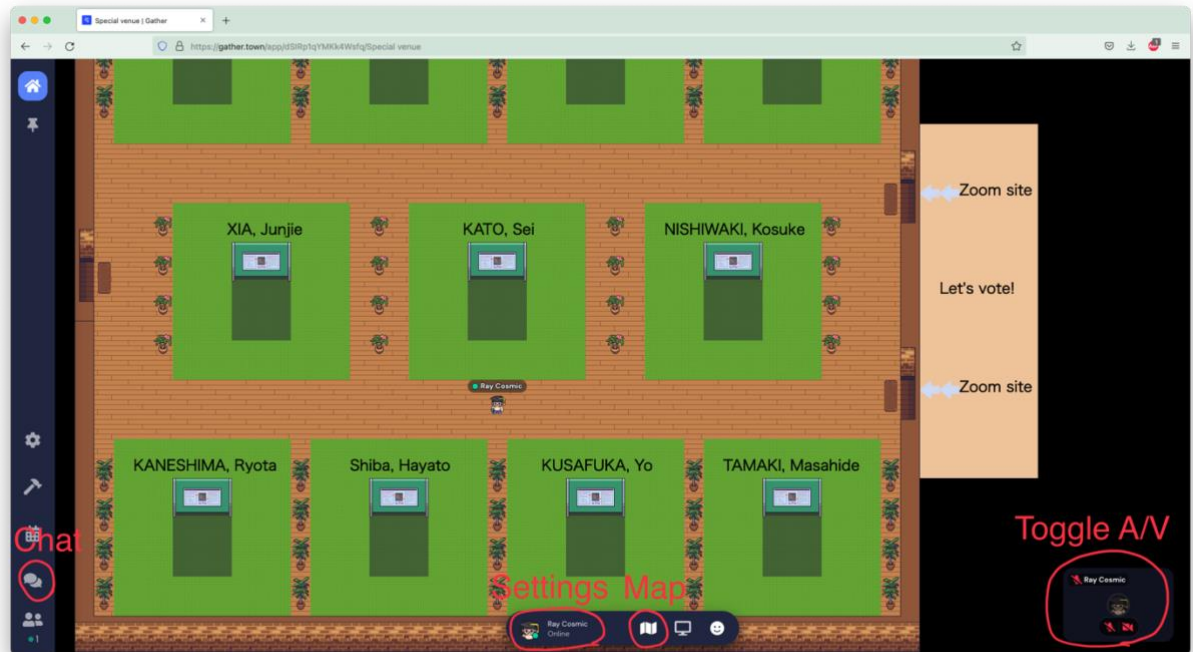 Special venue | Gather
https://gather.town/app/dSIRp1qYMKk4Wsfq/Special venue
XIA, Junjie
KATO, Sei
NISHIWAKI, Kosuke
Zoom site
Let's vote!
Zoom site
Ray Cosmic
KANESHIMA, Ryota
Shiba, Hayato
KUSAFUKA, Yo
TAMAKI, Masahide
Chat
Settings
Map
Toggle A/V
Ray Cosmic
Ray Cosmic
Online
1